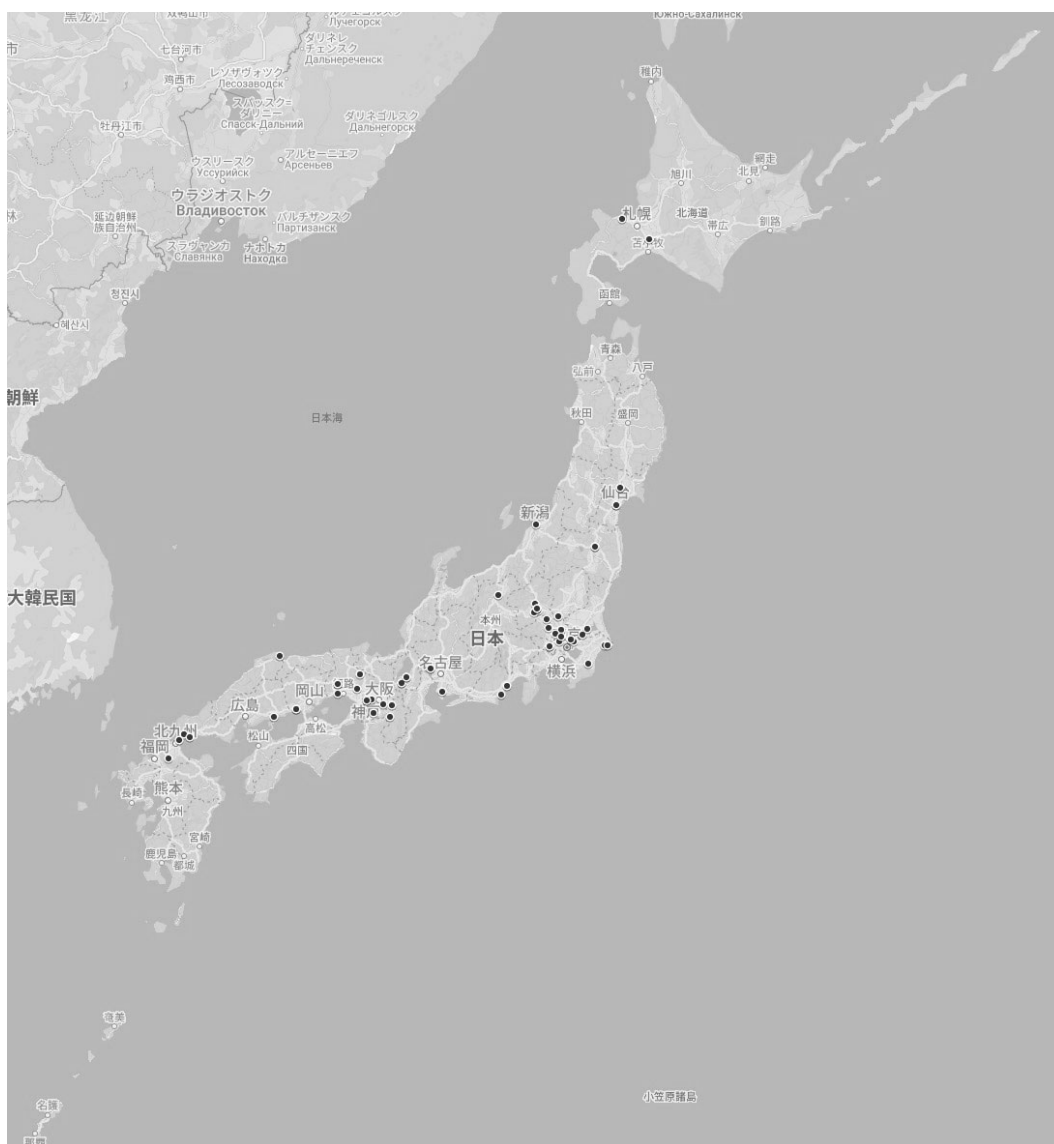 黒龙江
Лучегорск
Южно-Сахалинск
市
七台河市
ダリネレ
チェンスク
Дальнереченск
稚内
鸡西市
レソザヴォツク
Лесозаводск
スパッスク=
ダリニー
Спасск-Дальний
ダリネゴルスク
Дальнегорск
牡丹江市
アルセーニエフ
Арсеньев
ウスリースク
Уссурийск
網走
北見
旭川
ウラジオストク
Владивосток
林
延边朝鲜
族自治州
パルチザンスク
Партизанск
札幌
北海道
釧路
帯広
スラヴャンカ
Славянка
ナホトカ
Находка
苫小牧
청진시
函館
혜산시
青森
弘前
八戸
朝鮮
日本海
秋田
盛岡
仙台
新潟
大韓民国
本州
日本
名古屋
横浜
大阪
岡山
広島
神
高松
松山
北九州
福岡
四国
熊本
長崎
九州
宮崎
鹿児島
都城
奄美
小笠原諸島
名護